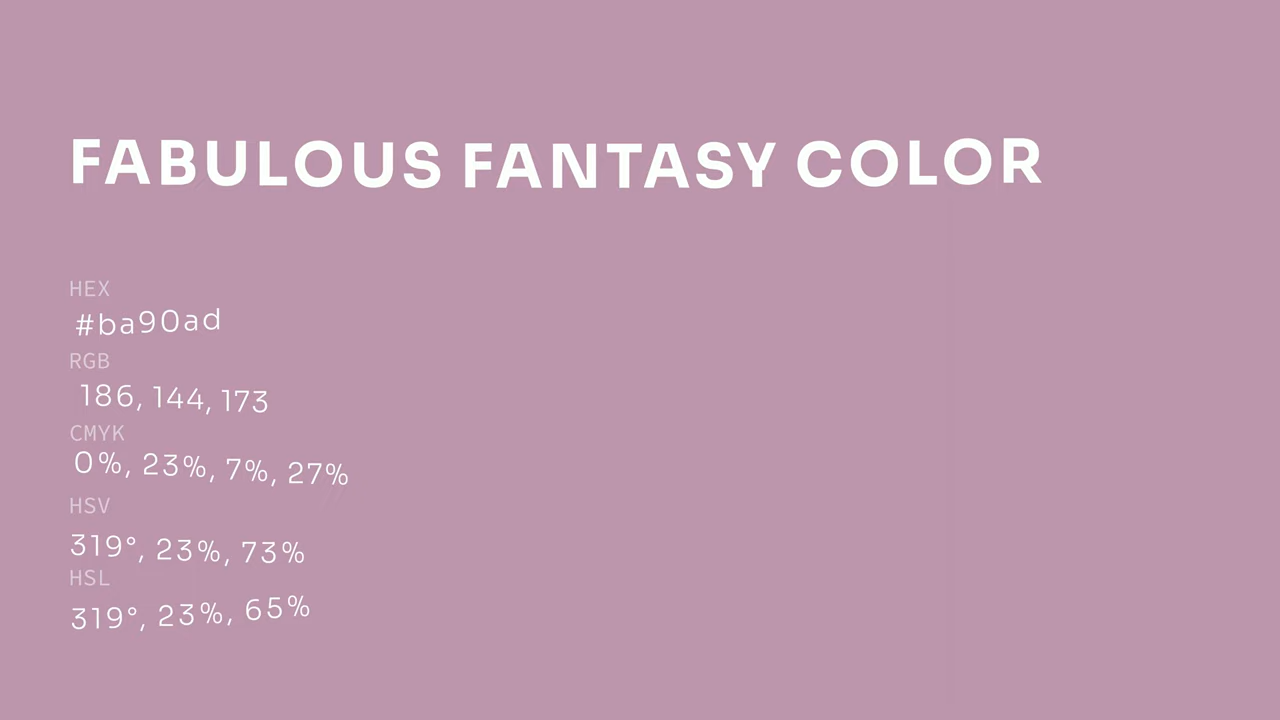 FABULOUS FANTASY COLOR
HEX
#ba90ad
RGB
186, 144, 173
CMYK
0%, 23%, 7%, 27%
HSV
319°, 23%, 73%
HSL
319°, 23%, 65%